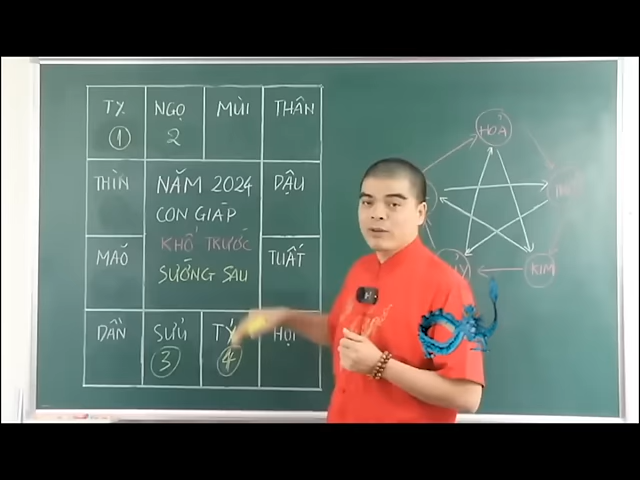 TỴ NGỌ MÙI THÂN
① 2
THÌN DẬU
NĂM 2024
CON GIÁP
KHỔ TRƯỚC
SƯỚNG SAU
MÃO TUẤT
DẦN SỬU TÝ HỢI
③ ④
HOẢ
KIM